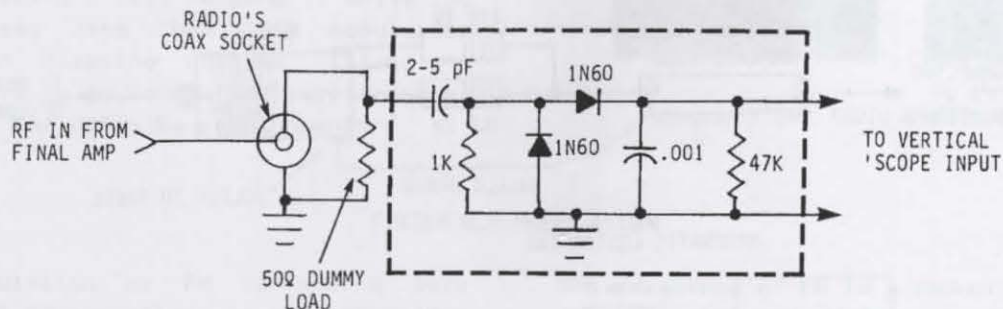 RADIO'S
COAX SOCKET
2-5 pF
1N60
RF IN FROM
FINAL AMP
1K
1N60
.001
47K
TO VERTICAL
'SCOPE INPUT
50Ω DUMMY
LOAD